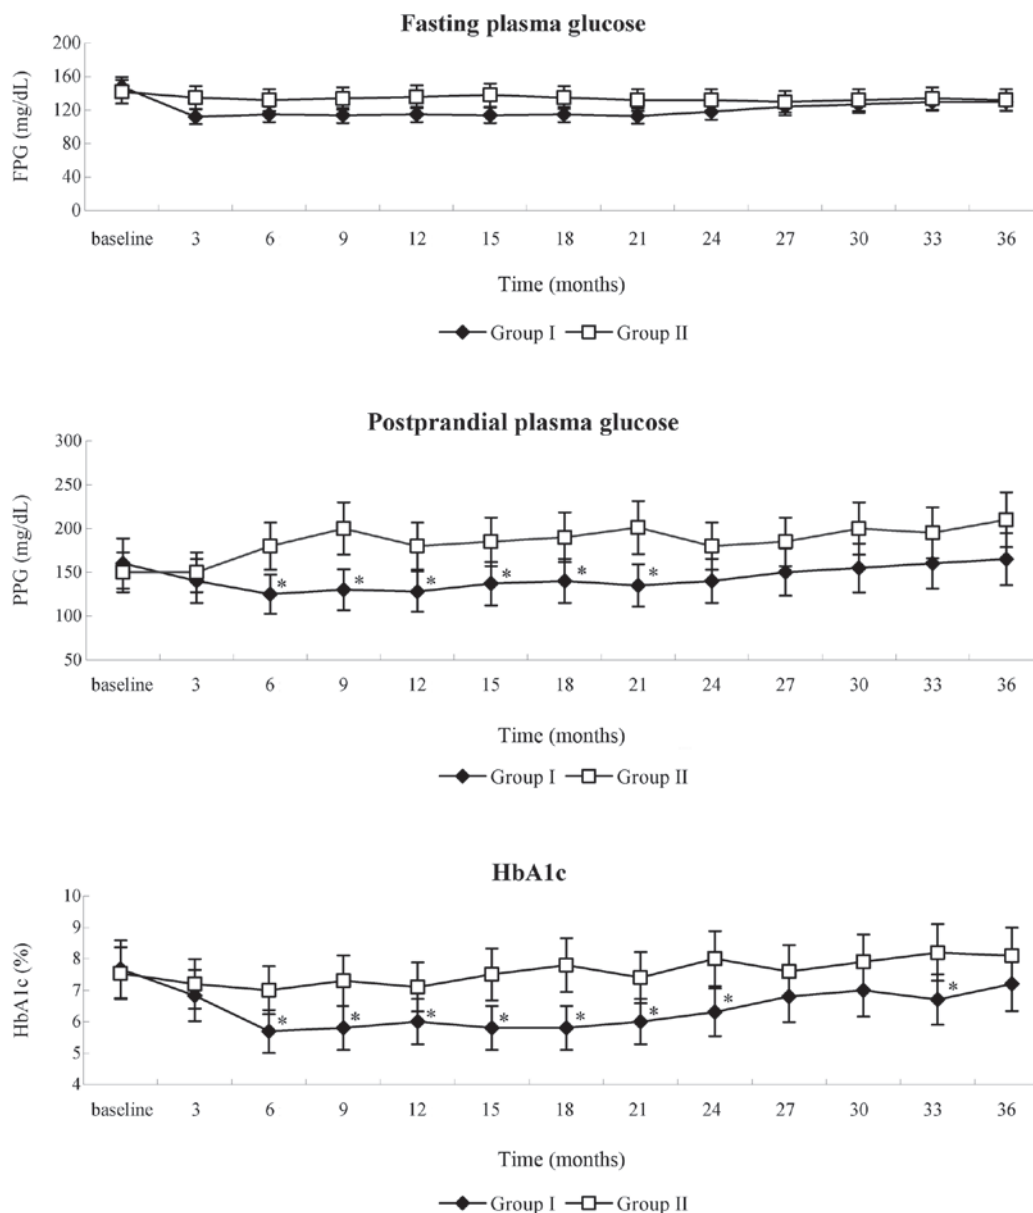 Fasting plasma glucose
200
160
120
80
40
0
FPG (mg/dL)
baseline 3 6 9 12 15 18 21 24 27 30 33 36
Time (months)
Group I Group II
Postprandial plasma glucose
300
250
200
150
100
50
PPG (mg/dL)
* * * * * *
baseline 3 6 9 12 15 18 21 24 27 30 33 36
Time (months)
Group I Group II
HbA1c
10
9
8
7
6
5
4
HbA1c (%)
* * * * * * * *
baseline 3 6 9 12 15 18 21 24 27 30 33 36
Time (months)
Group I Group II